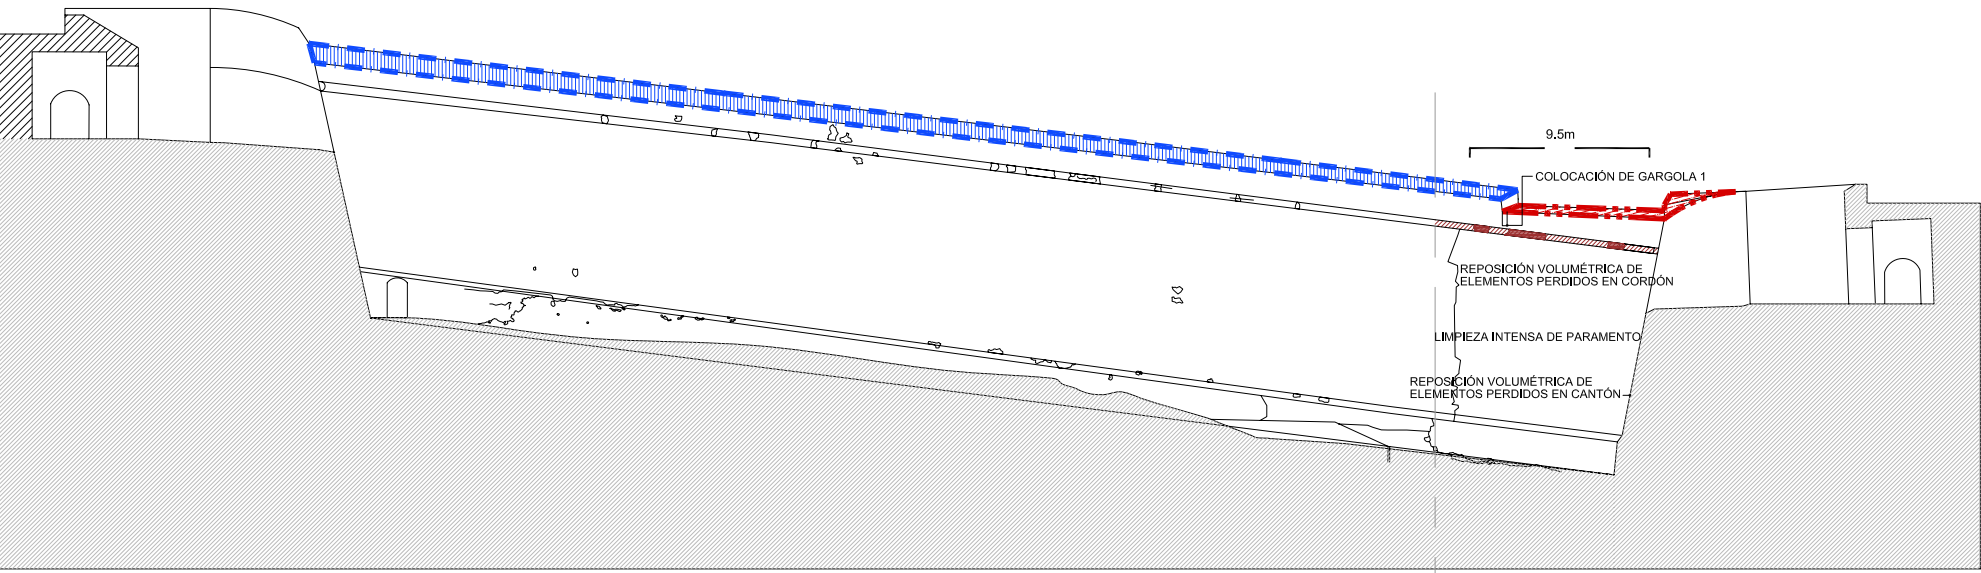 9.5m
COLOCACIÓN DE GARGOLA 1
REPOSICIÓN VOLUMÉTRICA DE
ELEMENTOS PERDIDOS EN CORDÓN
LIMPIEZA INTENSA DE PARAMENTO
REPOSICIÓN VOLUMÉTRICA DE
ELEMENTOS PERDIDOS EN CANTÓN